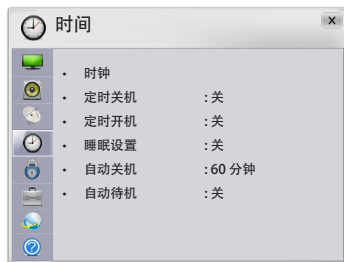 时间
X
• 时钟
• 定时关机 : 关
• 定时开机 : 关
• 睡眠设置 : 关
• 自动关机 : 60 分钟
• 自动待机 : 关